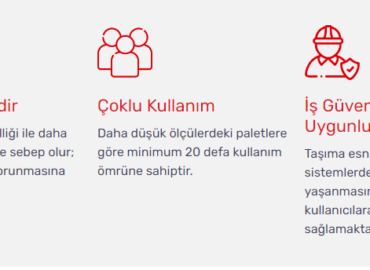 dir
lliği ile daha
e sebep olur;
orunmasına
Çoklu Kullanım
Daha düşük ölçülerdeki paletlere
göre minimum 20 defa kullanım
ömrüne sahiptir.
İş Güven
Uygunlu
Taşıma esn
sistemlerde
yaşanmasın
kullanıcılara
sağlamakta